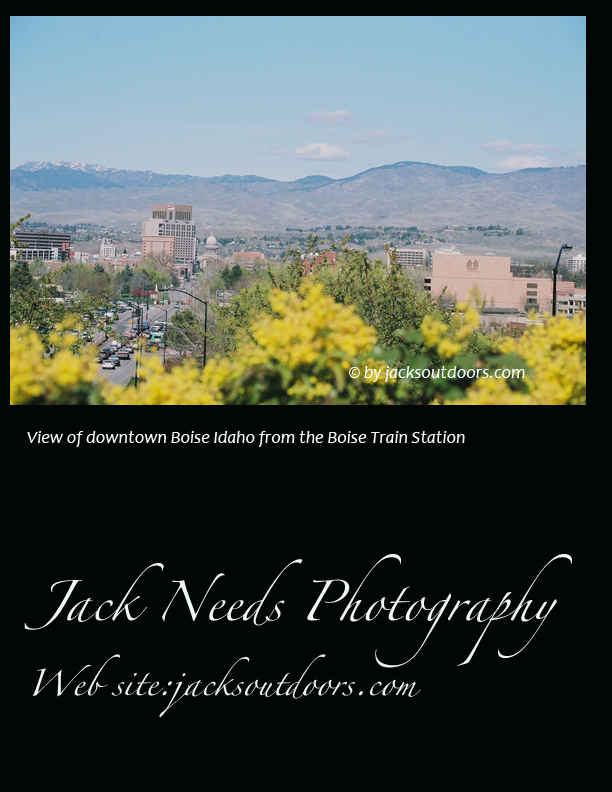 © by jacksoutdoors.com
View of downtown Boise Idaho from the Boise Train Station
Jack Needs Photography
Web site:jacksoutdoors.com